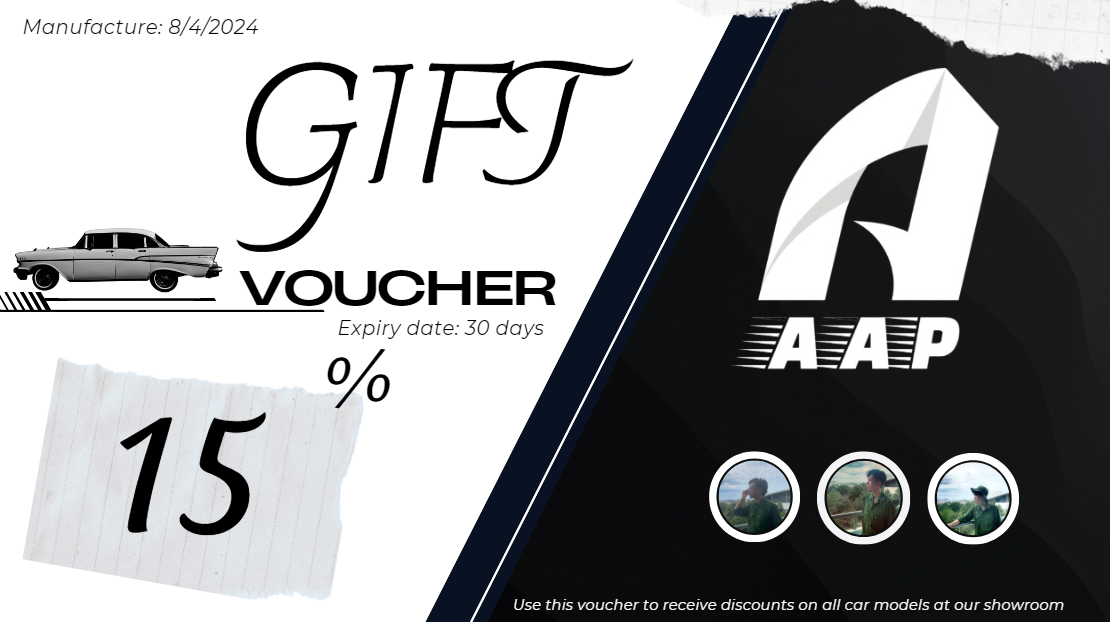 Manufacture: 8/4/2024
GIFT
VOUCHER
Expiry date: 30 days
15 %
AAP
Use this voucher to receive discounts on all car models at our showroom